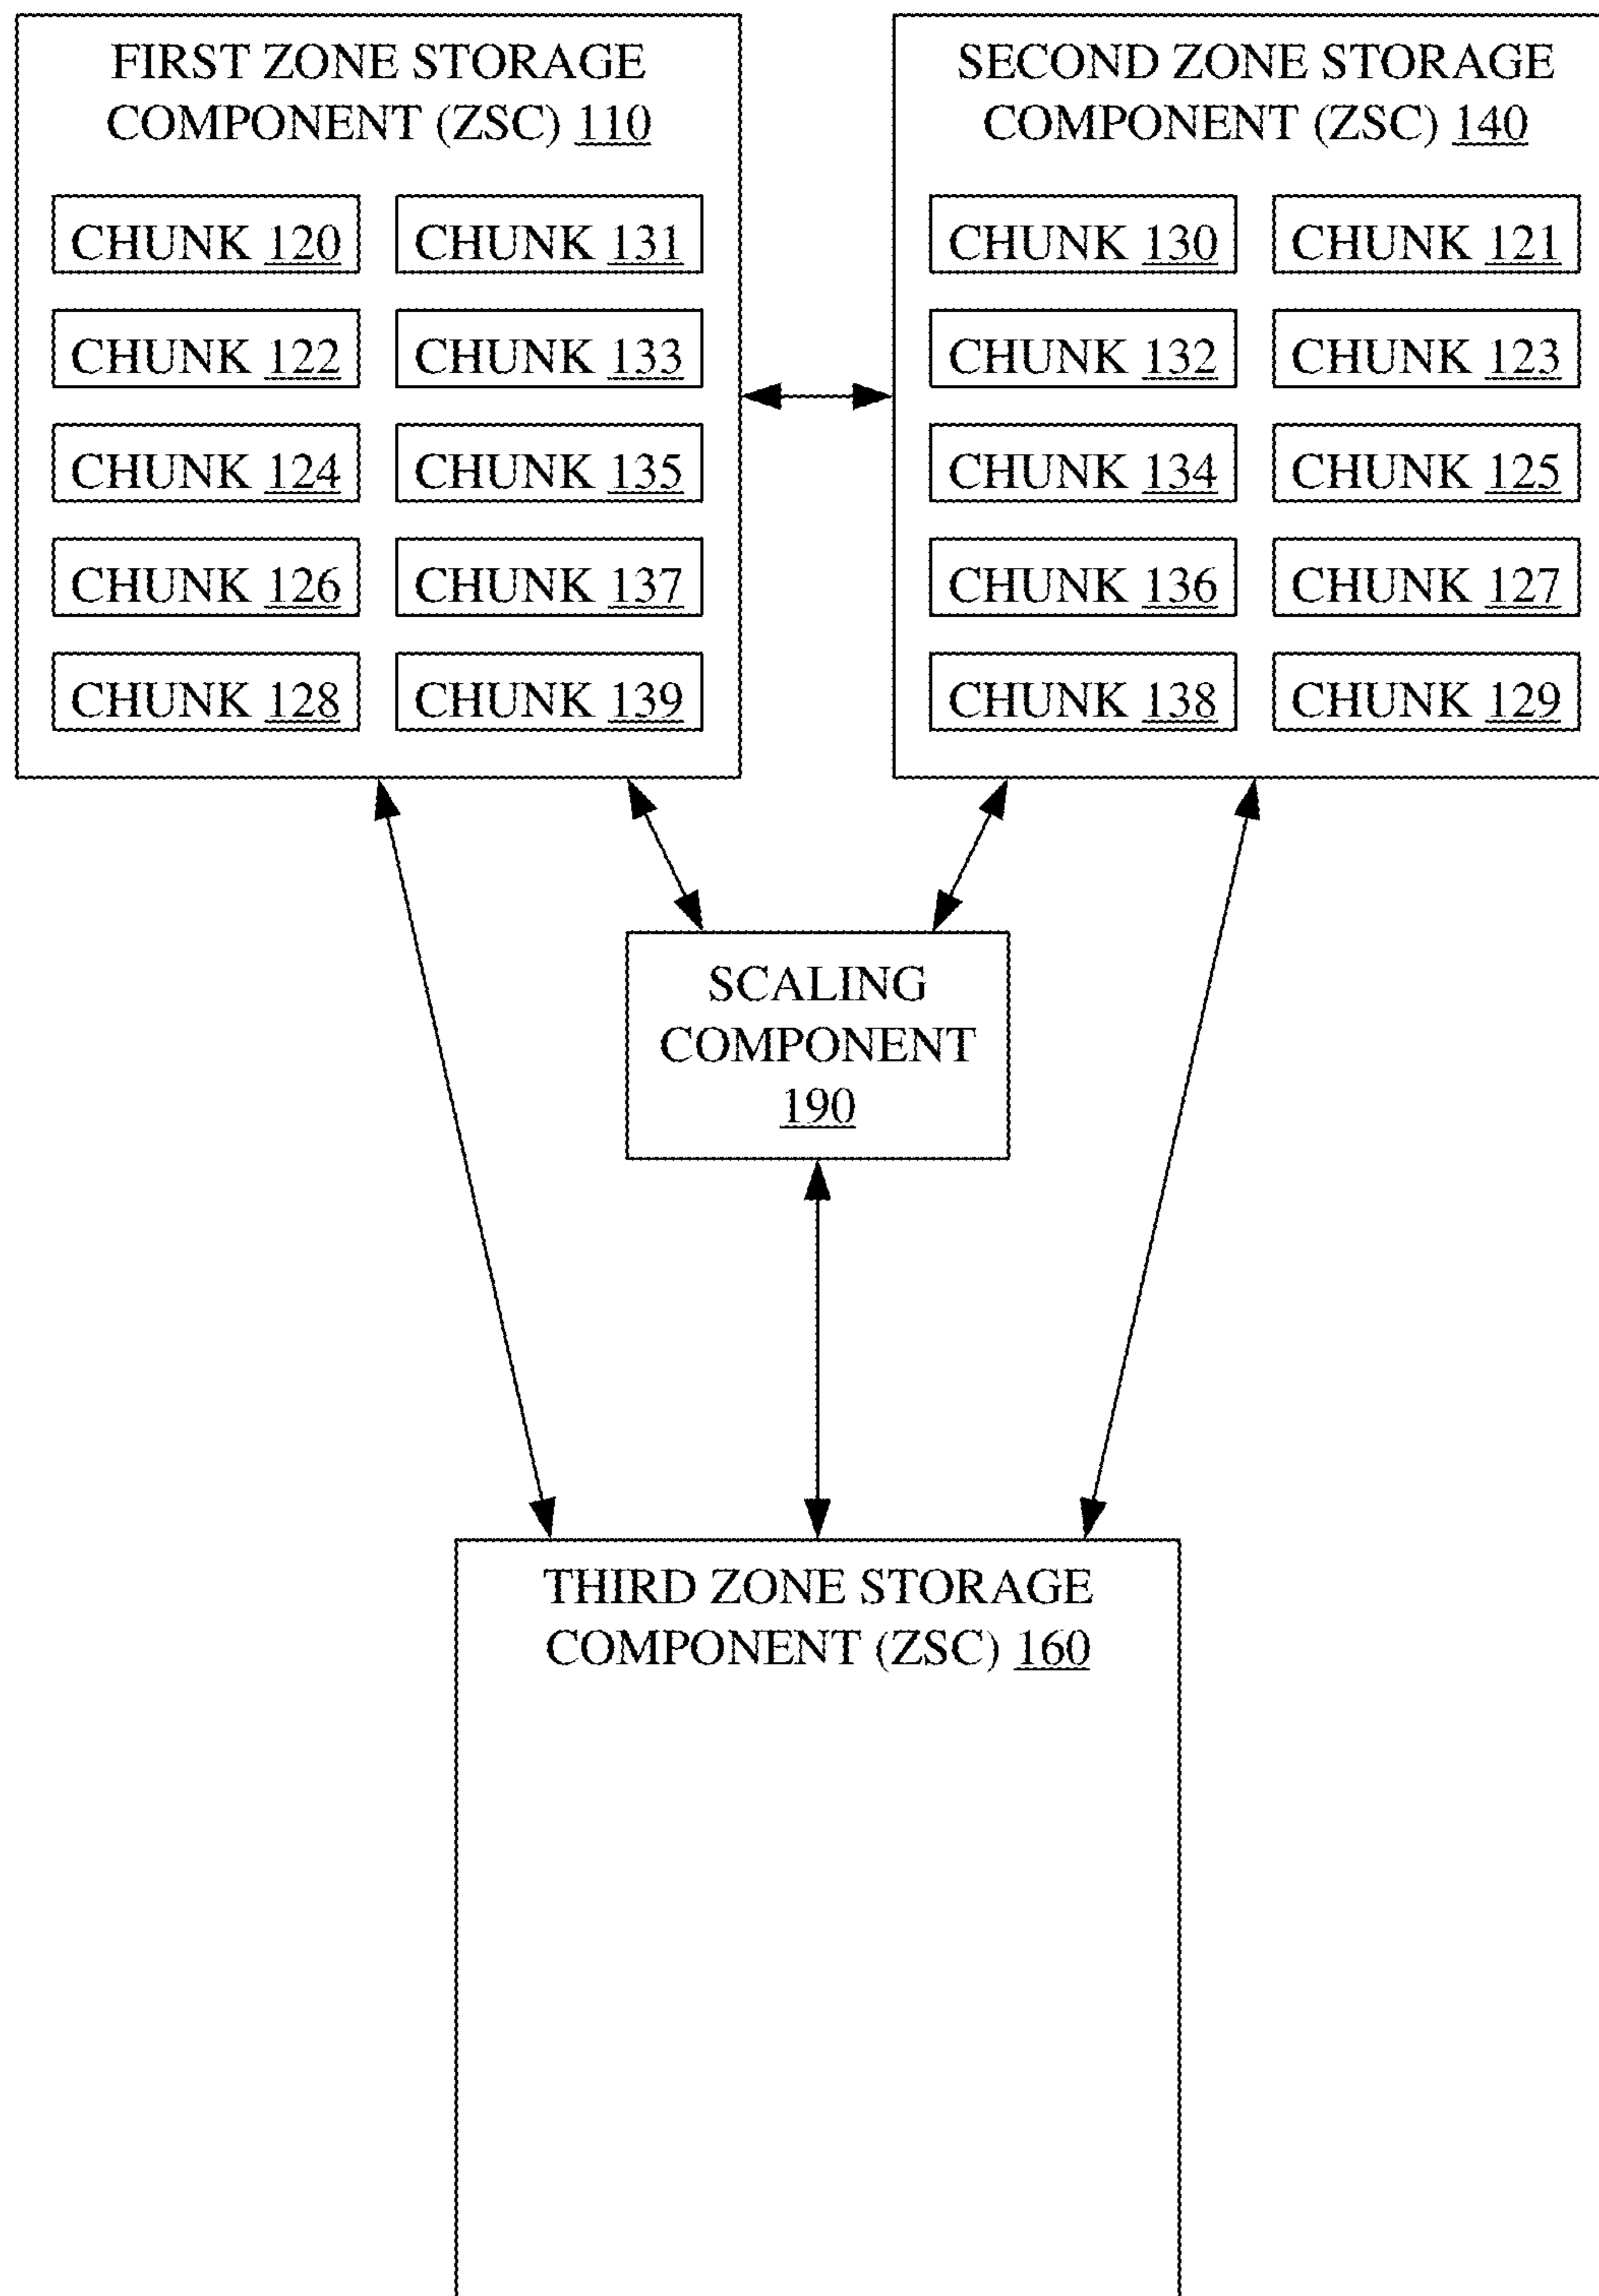 FIRST ZONE STORAGE
COMPONENT (ZSC) 110
CHUNK 120
CHUNK 131
CHUNK 122
CHUNK 133
CHUNK 124
CHUNK 135
CHUNK 126
CHUNK 137
CHUNK 128
CHUNK 139
SECOND ZONE STORAGE
COMPONENT (ZSC) 140
CHUNK 130
CHUNK 121
CHUNK 132
CHUNK 123
CHUNK 134
CHUNK 125
CHUNK 136
CHUNK 127
CHUNK 138
CHUNK 129
SCALING
COMPONENT
190
THIRD ZONE STORAGE
COMPONENT (ZSC) 160